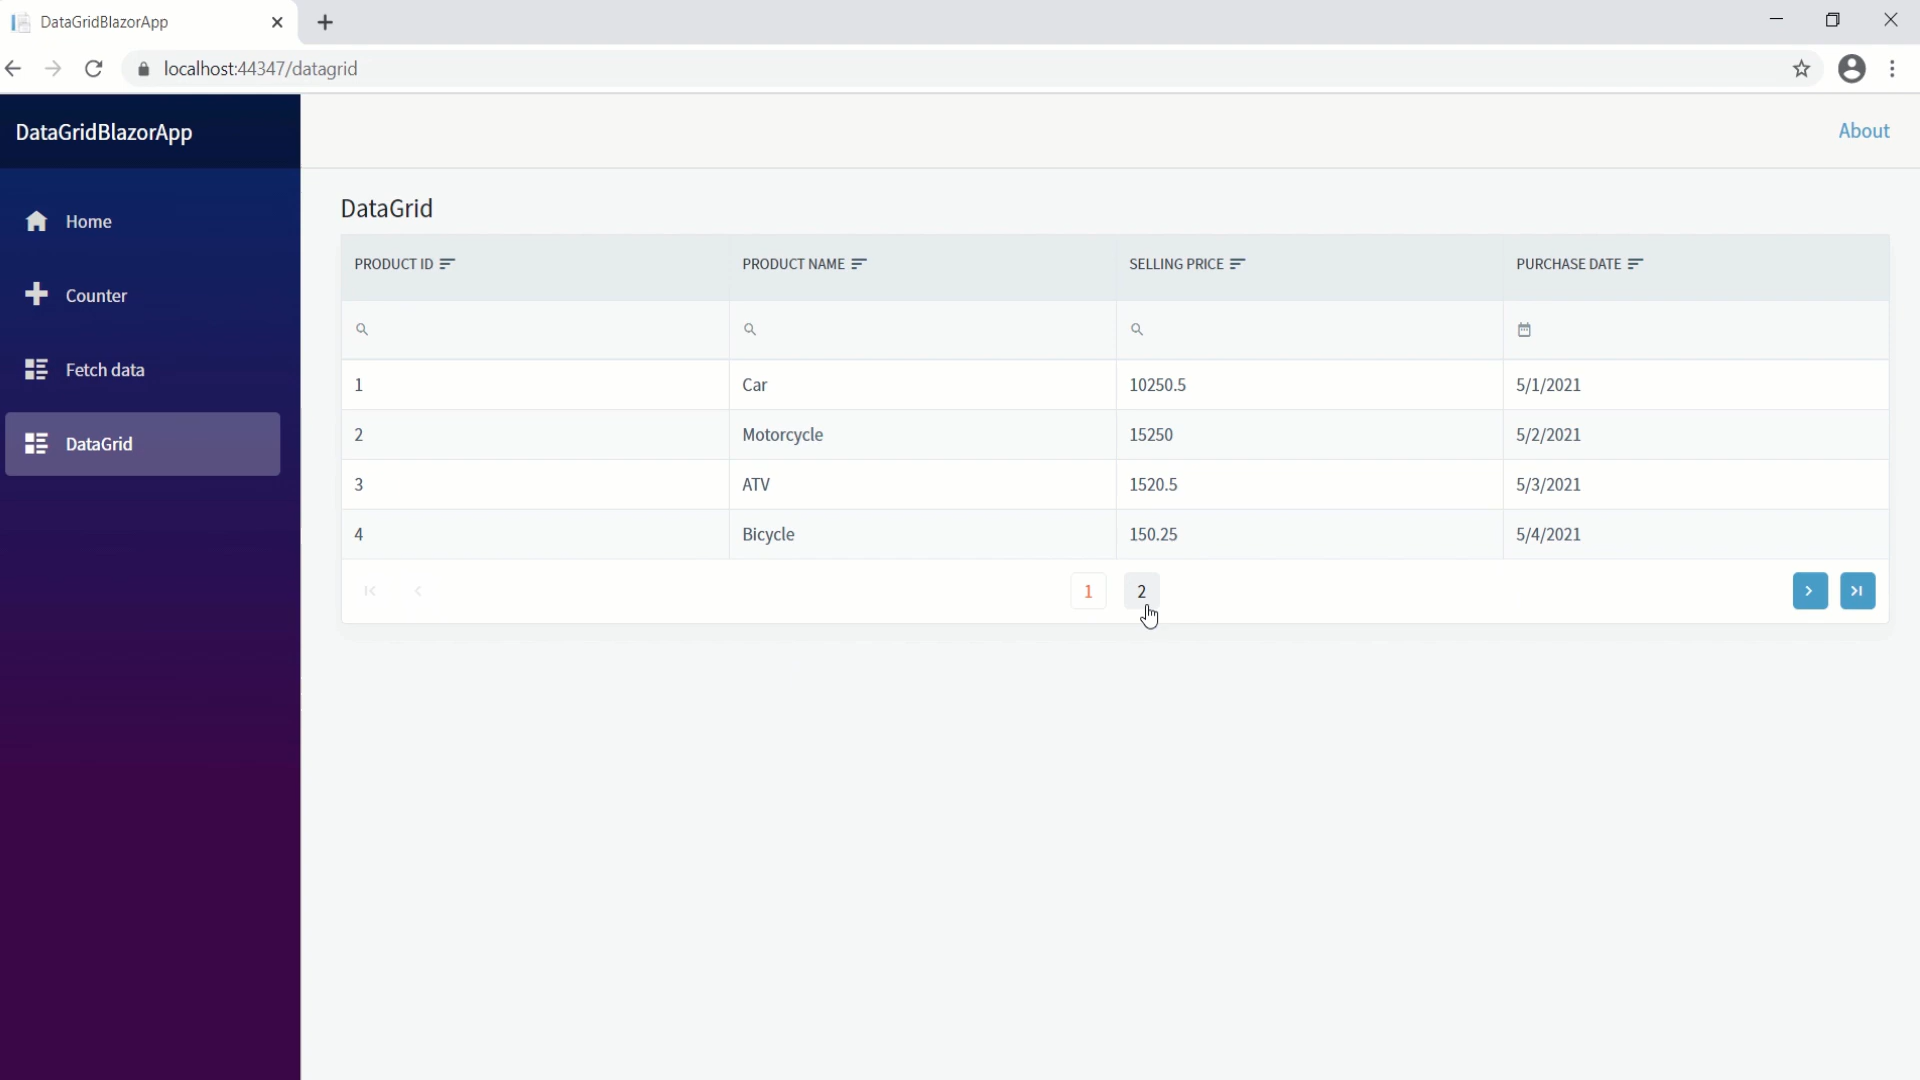 DataGridBlazorApp
localhost:44347/datagrid
DataGridBlazorApp
About
Home
Counter
Fetch data
DataGrid
DataGrid
PRODUCT ID PRODUCT NAME SELLING PRICE PURCHASE DATE
1 Car 10250.5 5/1/2021
2 Motorcycle 15250 5/2/2021
3 ATV 1520.5 5/3/2021
4 Bicycle 150.25 5/4/2021
1 2